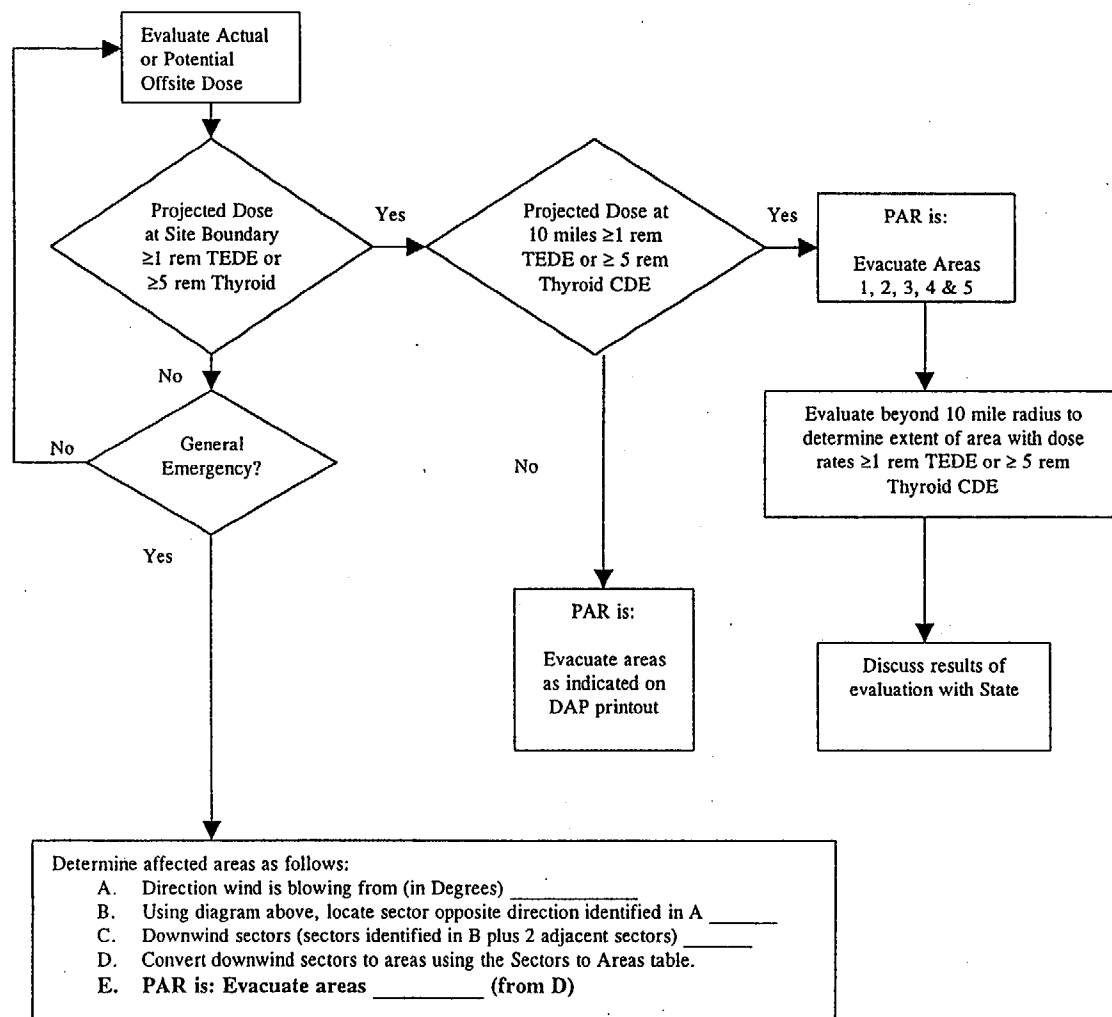 Evaluate Actual
or Potential
Offsite Dose
Projected Dose
at Site Boundary
≥1 rem TEDE or
≥5 rem Thyroid
Yes
Projected Dose at
10 miles ≥1 rem
TEDE or ≥ 5 rem
Thyroid CDE
Yes
PAR is:
Evacuate Areas
1, 2, 3, 4 & 5
No
General
Emergency?
No
Yes
No
Evaluate beyond 10 mile radius to
determine extent of area with dose
rates ≥1 rem TEDE or ≥ 5 rem
Thyroid CDE
PAR is:
Evacuate areas
as indicated on
DAP printout
Discuss results of
evaluation with State
Determine affected areas as follows:
A. Direction wind is blowing from (in Degrees) ____________
B. Using diagram above, locate sector opposite direction identified in A ______
C. Downwind sectors (sectors identified in B plus 2 adjacent sectors) ______
D. Convert downwind sectors to areas using the Sectors to Areas table.
E. PAR is: Evacuate areas __________ (from D)